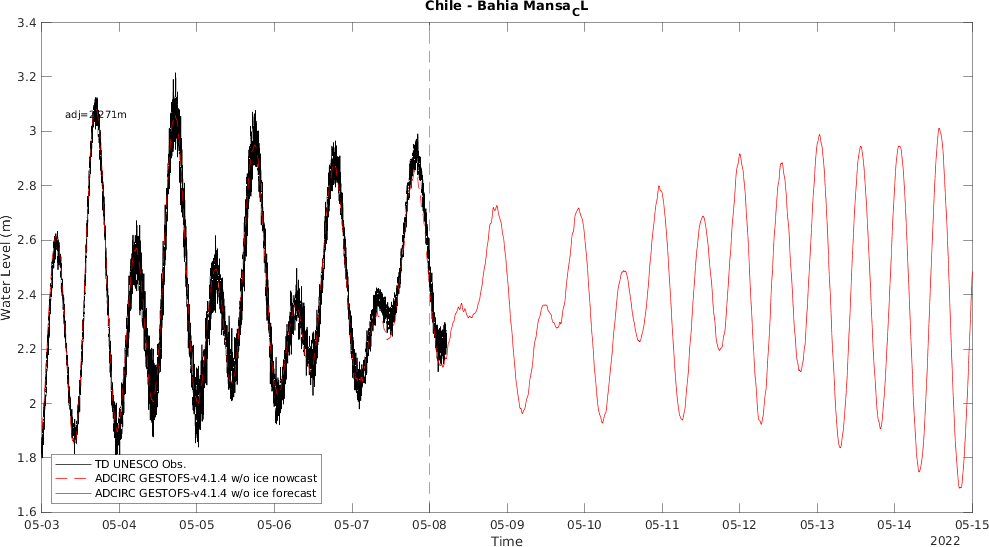 Chile - Bahia Mansa_CL
3.4
3.2
3
2.8
2.6
2.4
2.2
2
1.8
1.6
Water Level (m)
adj=2.271m
TD UNESCO Obs.
ADCIRC GESTOFS-v4.1.4 w/o ice nowcast
ADCIRC GESTOFS-v4.1.4 w/o ice forecast
05-03 05-04 05-05 05-06 05-07 05-08 05-09 05-10 05-11 05-12 05-13 05-14 05-15
Time
2022